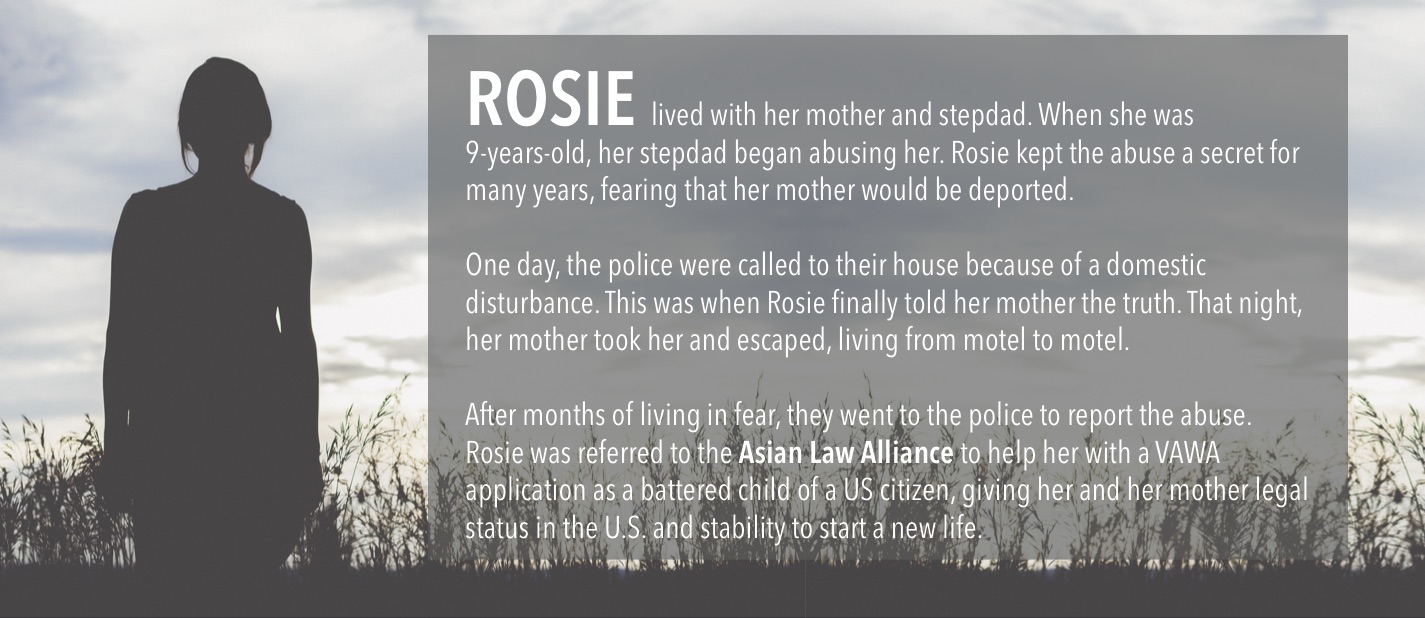 ROSIE lived with her mother and stepdad. When she was
9-years-old, her stepdad began abusing her. Rosie kept the abuse a secret for
many years, fearing that her mother would be deported.
One day, the police were called to their house because of a domestic
disturbance. This was when Rosie finally told her mother the truth. That night,
her mother took her and escaped, living from motel to motel.
After months of living in fear, they went to the police to report the abuse.
Rosie was referred to the Asian Law Alliance to help her with a VAWA
application as a battered child of a US citizen, giving her and her mother legal
status in the U.S. and stability to start a new life.